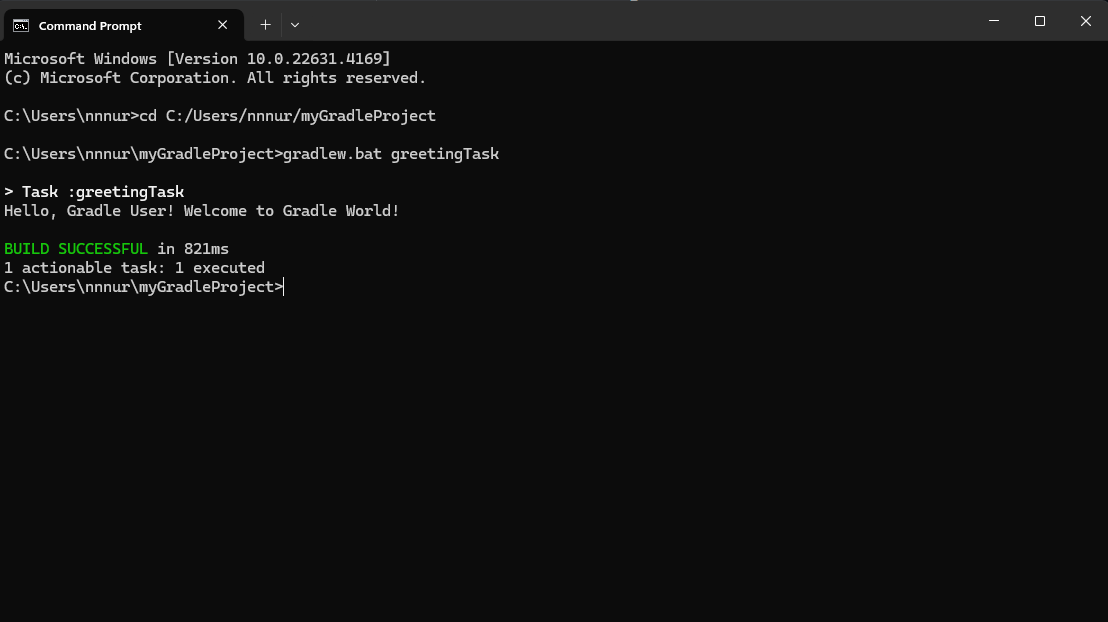 Command Prompt
Microsoft Windows [Version 10.0.22631.4169]
(c) Microsoft Corporation. All rights reserved.
C:\Users\nnnur>cd C:/Users/nnnur/myGradleProject
C:\Users\nnnur\myGradleProject>gradlew.bat greetingTask
> Task :greetingTask
Hello, Gradle User! Welcome to Gradle World!
BUILD SUCCESSFUL in 821ms
1 actionable task: 1 executed
C:\Users\nnnur\myGradleProject>